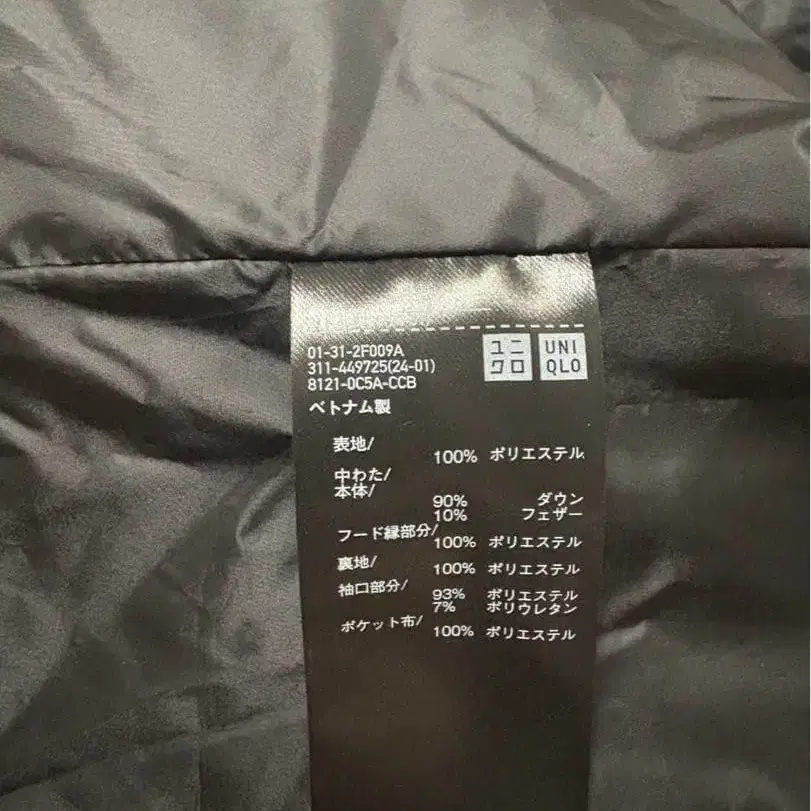 01-31-2F009A
311-449725(24-01)
8121-0C5A-CCB
ユニ
クロ
UNI
QLO
ベトナム製
表地/
100% ポリエステル
中わた/
本体/
90% ダウン
10% フェザー
フード縁部分/
100% ポリエステル
裏地/
100% ポリエステル
袖口部分/
93% ポリエステル
7% ポリウレタン
ポケット布/
100% ポリエステル